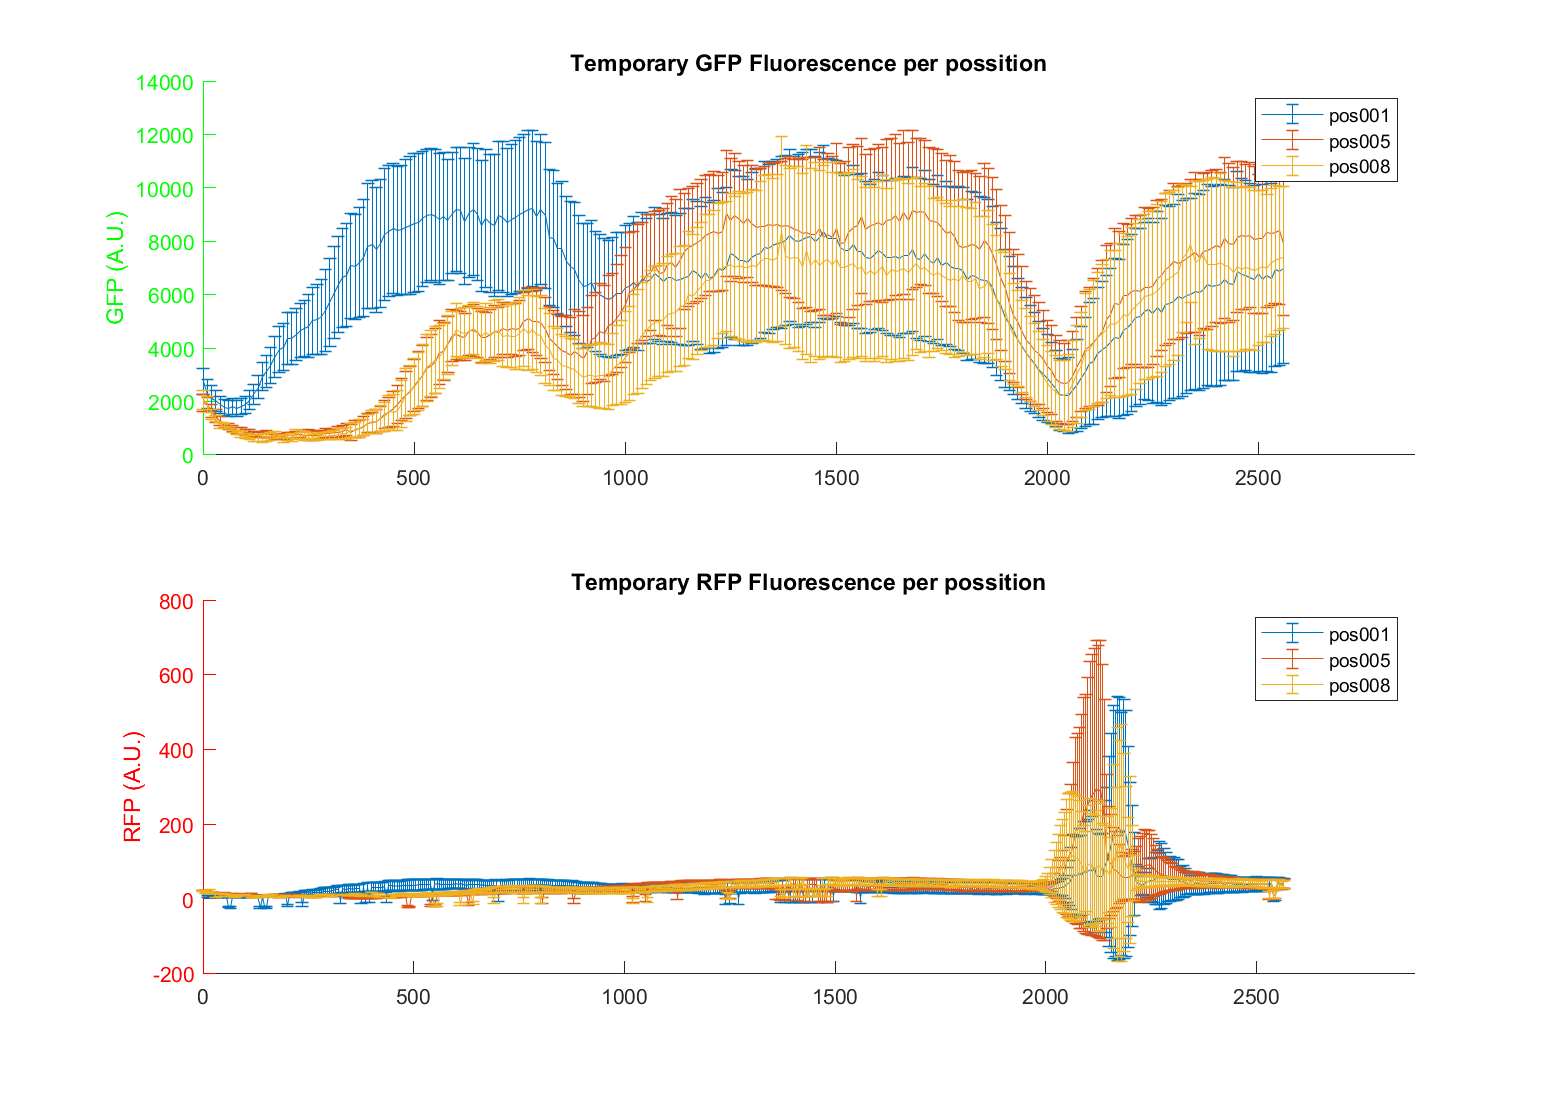 Temporary GFP Fluorescence per possition
GFP (A.U.)
14000
12000
10000
8000
6000
4000
2000
0
0 500 1000 1500 2000 2500
pos001
pos005
pos008
Temporary RFP Fluorescence per possition
RFP (A.U.)
800
600
400
200
0
-200
0 500 1000 1500 2000 2500
pos001
pos005
pos008